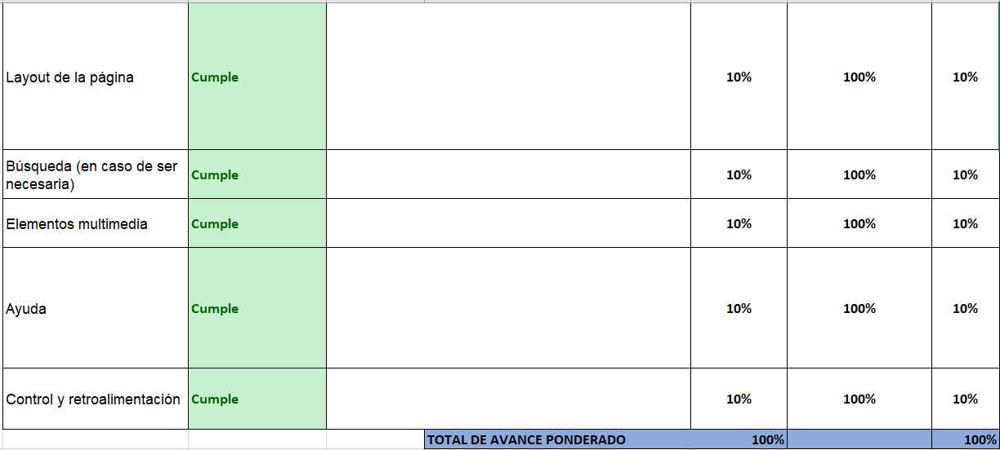 Layout de la página Cumple 10% 100% 10%
Búsqueda (en caso de ser
necesaria) Cumple 10% 100% 10%
Elementos multimedia Cumple 10% 100% 10%
Ayuda Cumple 10% 100% 10%
Control y retroalimentación Cumple 10% 100% 10%
TOTAL DE AVANCE PONDERADO 100% 100%